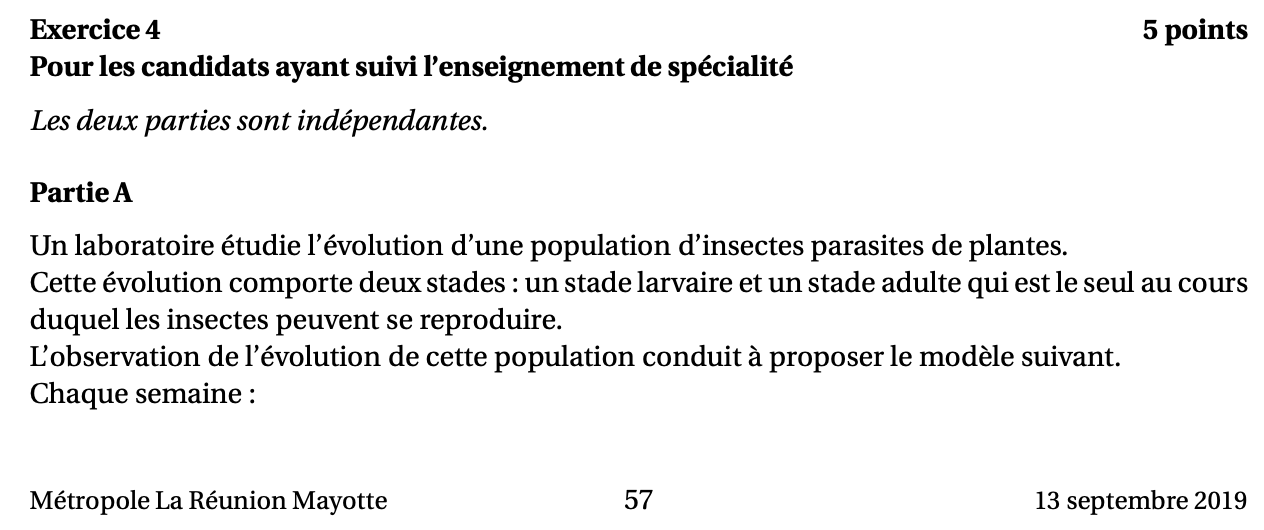 Exercice 4 5 points
Pour les candidats ayant suivi l’enseignement de spécialité
Les deux parties sont indépendantes.
Partie A
Un laboratoire étudie l’évolution d’une population d’insectes parasites de plantes.
Cette évolution comporte deux stades : un stade larvaire et un stade adulte qui est le seul au cours
duquel les insectes peuvent se reproduire.
L’observation de l’évolution de cette population conduit à proposer le modèle suivant.
Chaque semaine :
Métropole La Réunion Mayotte 57 13 septembre 2019